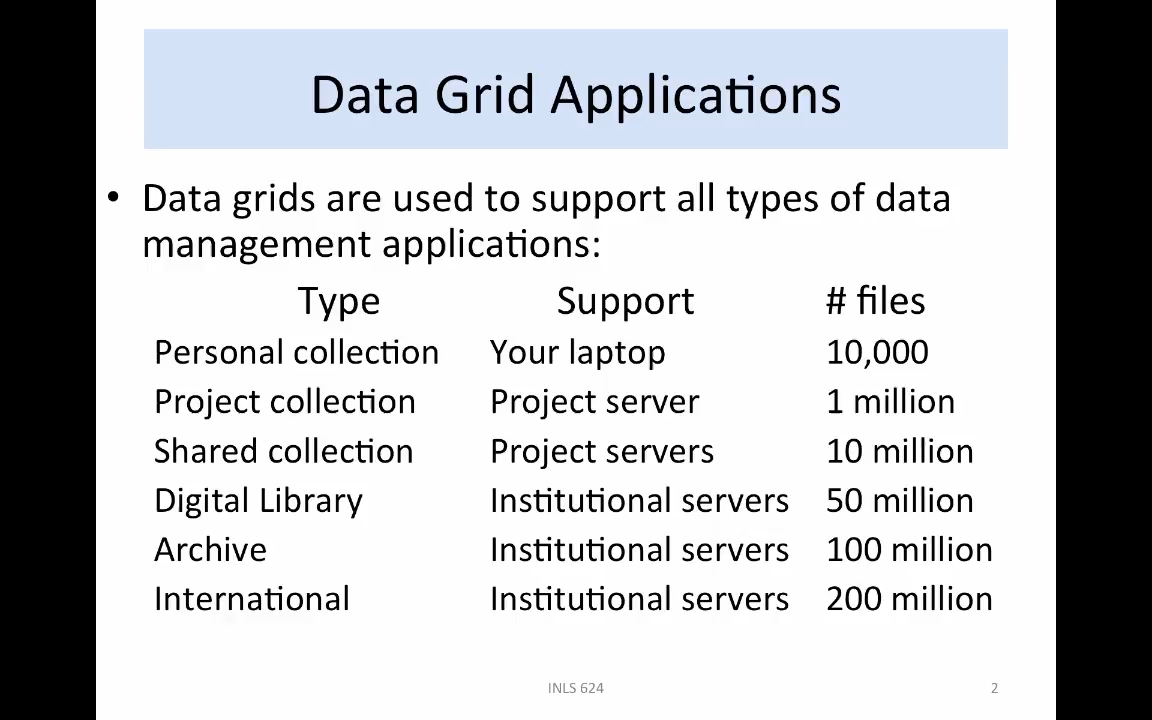 Data Grid Applications
• Data grids are used to support all types of data
management applications:
Type Support # files
Personal collection Your laptop 10,000
Project collection Project server 1 million
Shared collection Project servers 10 million
Digital Library Institutional servers 50 million
Archive Institutional servers 100 million
International Institutional servers 200 million
INLS 624 2